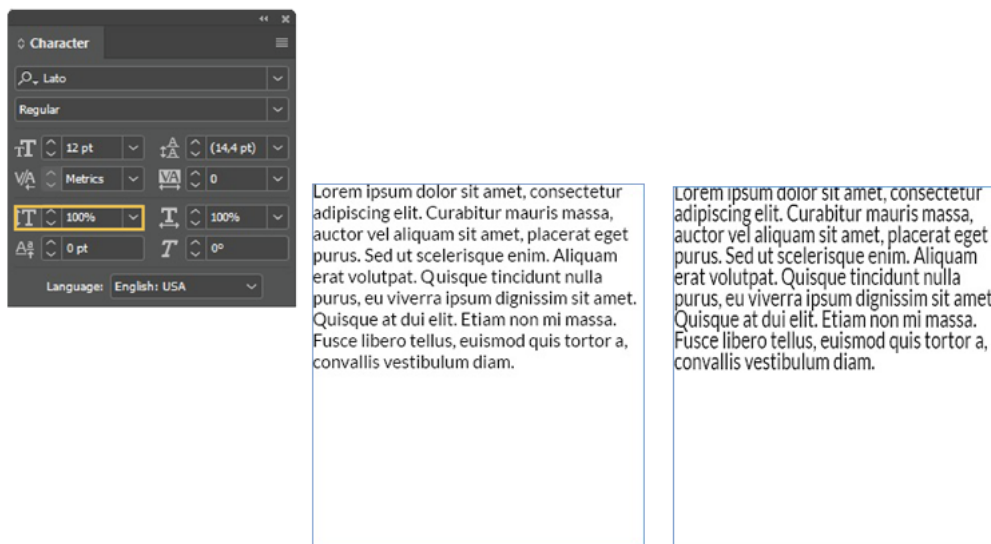 Character
Lato
Regular
12 pt
(14,4 pt)
Metrics
0
100%
100%
0 pt
0°
Language: English: USA
Lorem ipsum dolor sit amet, consectetur
adipiscing elit. Curabitur mauris massa,
auctor vel aliquam sit amet, placerat eget
purus. Sed ut scelerisque enim. Aliquam
erat volutpat. Quisque tincidunt nulla
purus, eu viverra ipsum dignissim sit amet.
Quisque at dui elit. Etiam non mi massa.
Fusce libero tellus, euismod quis tortor a,
convallis vestibulum diam.
Lorem ipsum dolor sit amet, consectetur
adipiscing elit. Curabitur mauris massa,
auctor vel aliquam sit amet, placerat eget
purus. Sed ut scelerisque enim. Aliquam
erat volutpat. Quisque tincidunt nulla
purus, eu viverra ipsum dignissim sit amet
Quisque at dui elit. Etiam non mi massa.
Fusce libero tellus, euismod quis tortor a,
convallis vestibulum diam.